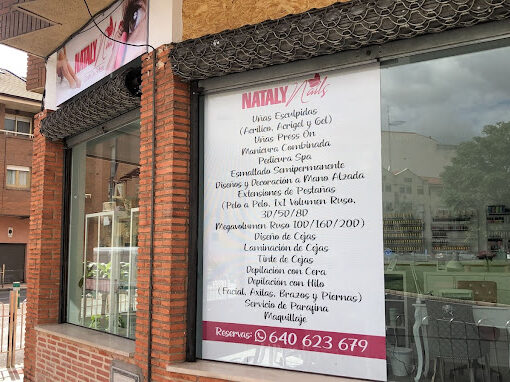 NATALY
Nails
NATALY Nails
Uñas Esculpidas
(Acrílico, Acrigel y Gel)
Uñas Press On
Manicura Combinada
Pedicura Spa
Esmaltado Semipermanente
Diseños y Decoración a Mano Alzada
Extensiones de Pestañas
(Pelo a Pelo, 1x1 Volumen Ruso,
3D/5D/8D
Megavolumen Ruso 10D/16D/20D)
Diseño de Cejas
Laminación de Cejas
Tinte de Cejas
Depilación con Cera
Depilación con Hilo
(Facial, Axilas, Brazos y Piernas)
Servicio de Parafina
Maquillaje
Reservas: 640 623 679